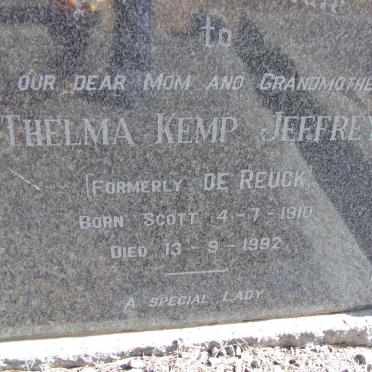 to
OUR DEAR MOM AND GRANDMOTHE
THELMA KEMP JEFFREY
(FORMERLY DE REUCK)
BORN SCOTT 4-7-1910
DIED 13-9-1992
A SPECIAL LADY